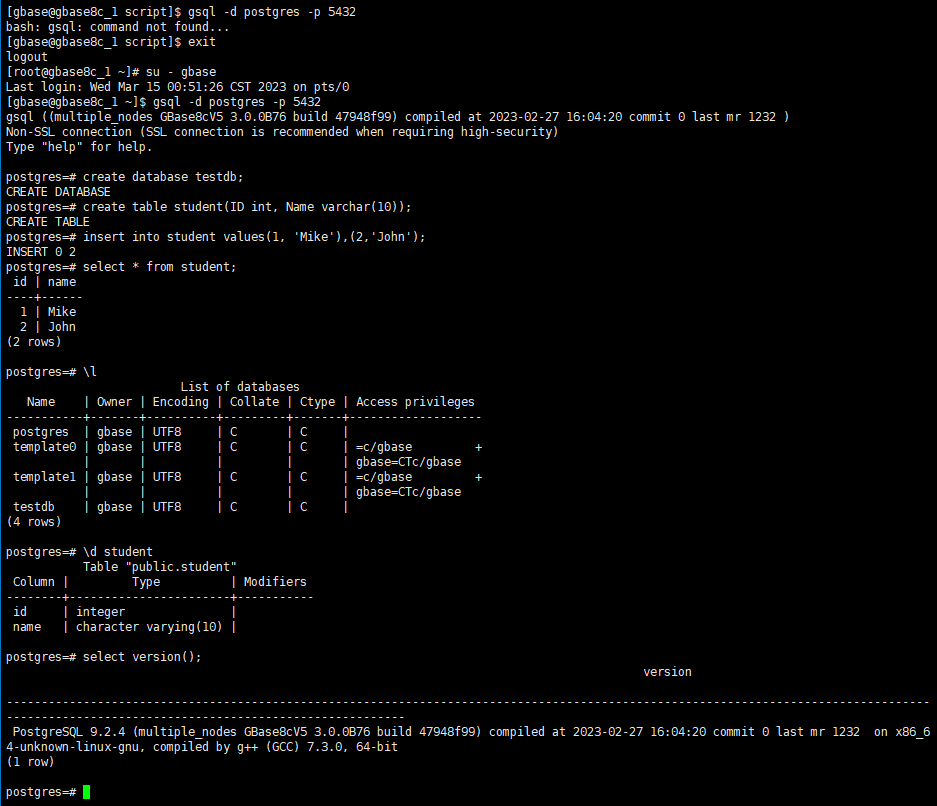 [gbase@gbase8c_1 script]$ gsql -d postgres -p 5432
bash: gsql: command not found...
[gbase@gbase8c_1 script]$ exit
logout
[root@gbase8c_1 ~]# su - gbase
Last login: Wed Mar 15 00:51:26 CST 2023 on pts/0
[gbase@gbase8c_1 ~]$ gsql -d postgres -p 5432
gsql ((multiple_nodes GBase8cV5 3.0.0B76 build 47948f99) compiled at 2023-02-27 16:04:20 commit 0 last mr 1232 )
Non-SSL connection (SSL connection is recommended when requiring high-security)
Type "help" for help.

postgres=# create database testdb;
CREATE DATABASE
postgres=# create table student(ID int, Name varchar(10));
CREATE TABLE
postgres=# insert into student values(1, 'Mike'),(2,'John');
INSERT 0 2
postgres=# select * from student;
 id | name
----+------
  1 | Mike
  2 | John
(2 rows)

postgres=# \l
                         List of databases
   Name    | Owner | Encoding | Collate | Ctype | Access privileges
-----------+-------+----------+---------+-------+-------------------
 postgres  | gbase | UTF8     | C       | C     |
 template0 | gbase | UTF8     | C       | C     | =c/gbase         +
           |       |          |         |       | gbase=CTc/gbase
 template1 | gbase | UTF8     | C       | C     | =c/gbase         +
           |       |          |         |       | gbase=CTc/gbase
 testdb    | gbase | UTF8     | C       | C     |
(4 rows)

postgres=# \d student
           Table "public.student"
 Column |         Type          | Modifiers
--------+-----------------------+-----------
 id     | integer               |
 name   | character varying(10) |

postgres=# select version();
                                                                                           version

------------------------------------------------------------------------------------------------------------------------------------
-----------------------------------------------------------
 PostgreSQL 9.2.4 (multiple_nodes GBase8cV5 3.0.0B76 build 47948f99) compiled at 2023-02-27 16:04:20 commit 0 last mr 1232  on x86_6
4-unknown-linux-gnu, compiled by g++ (GCC) 7.3.0, 64-bit
(1 row)

postgres=#